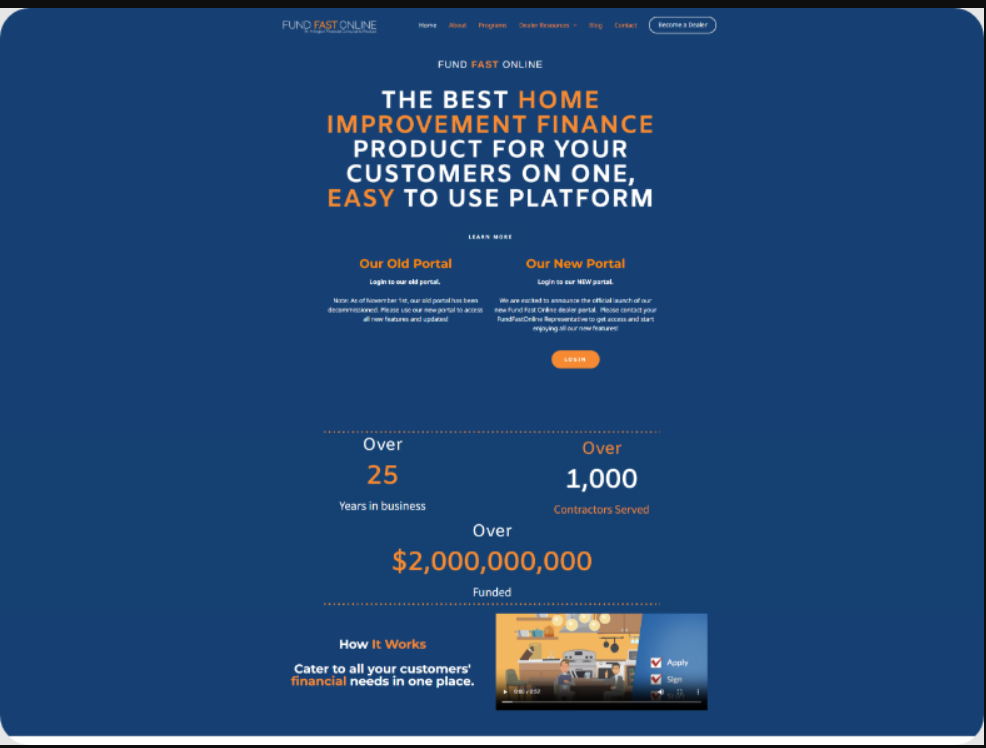 FUND FAST ONLINE
Home About Programs Dealer Resources Blog Contact Become a Dealer
FUND FAST ONLINE
THE BEST HOME
IMPROVEMENT FINANCE
PRODUCT FOR YOUR
CUSTOMERS ON ONE,
EASY TO USE PLATFORM
LEARN MORE
Our Old Portal
Login to our old portal.
Note: As of November 1st, our old portal has been
decommissioned. Please use our new portal to access
all new features and updates!
Our New Portal
Login to our NEW portal.
We are excited to announce the official launch of our
new Fund Fast Online dealer portal. Please contact your
FundFastOnline Representative to get access and start
enjoying all our new features!
LOGIN
Over
25
Years in business
Over
1,000
Contractors Served
Over
$2,000,000,000
Funded
How It Works
Cater to all your customers'
financial needs in one place.
Apply
Sign
0:00 / 2:57